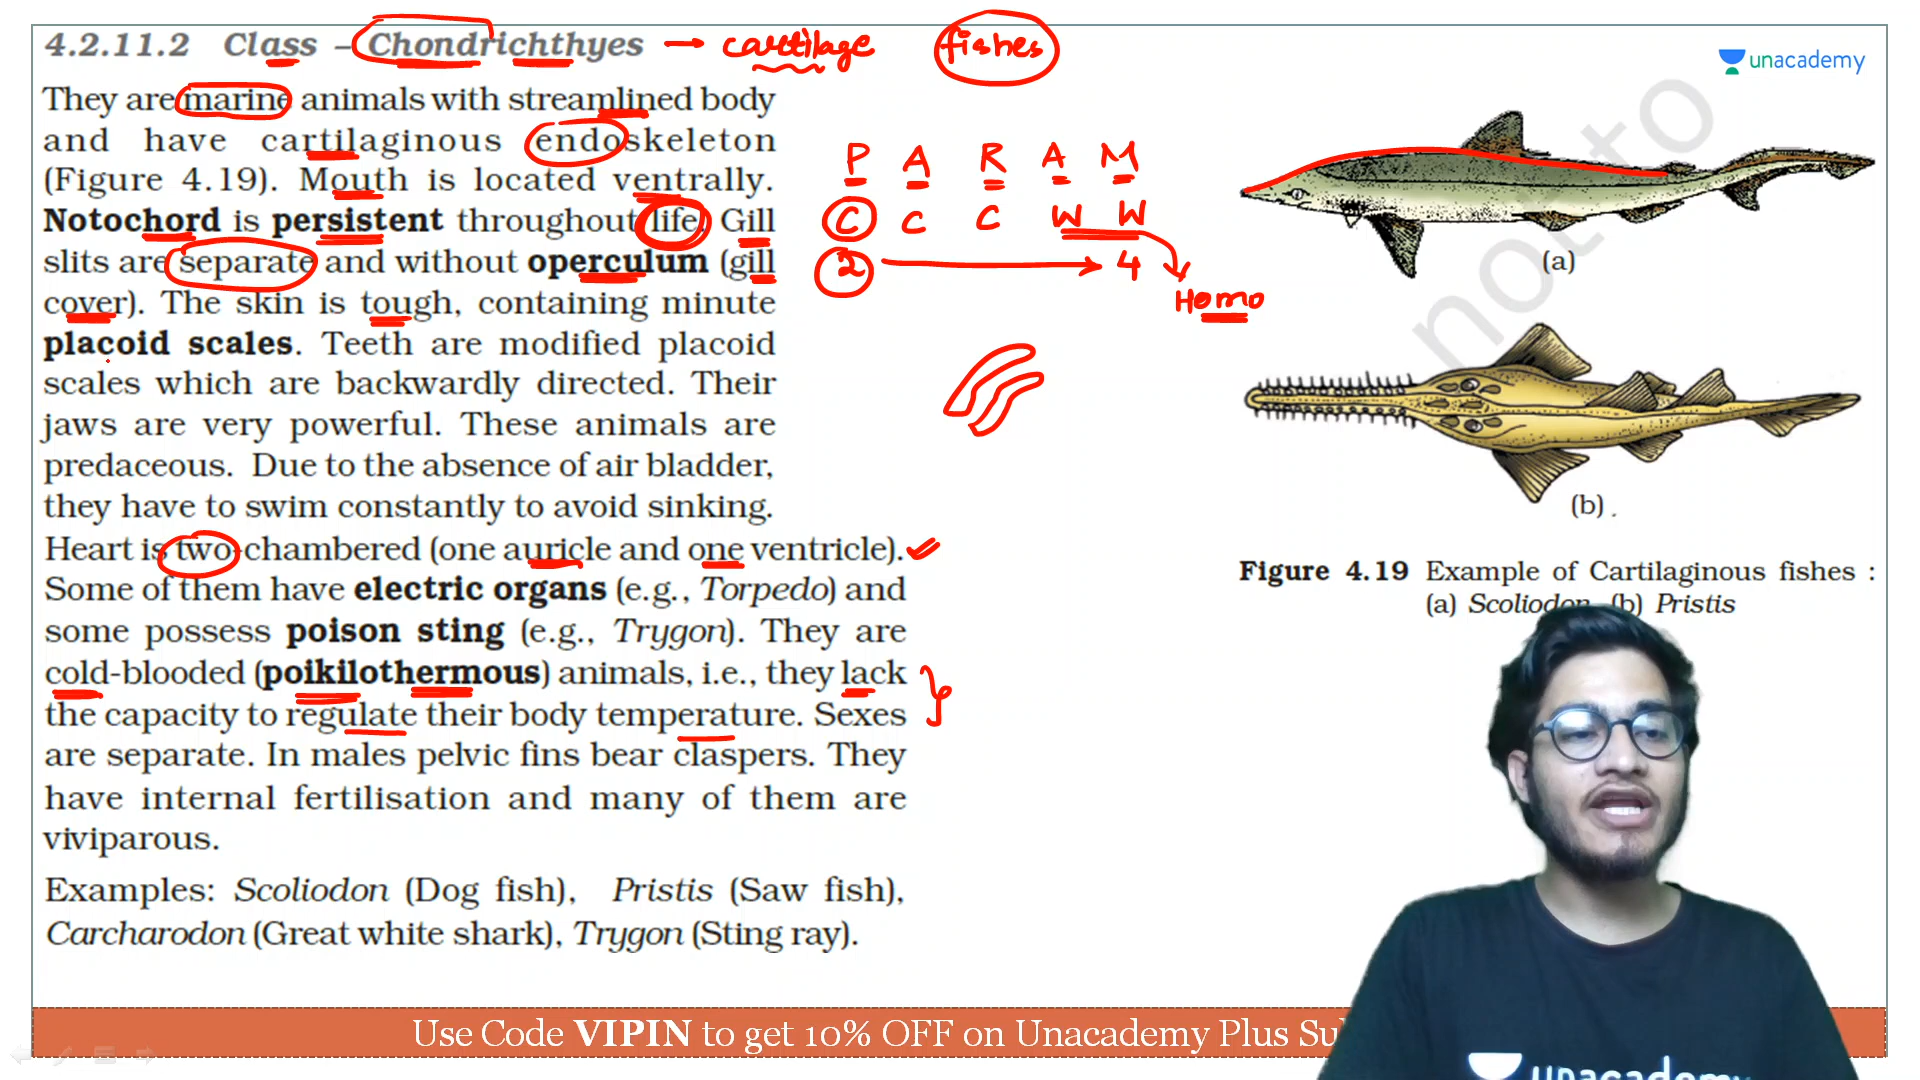 4.2.11.2 Class – Chondrichthyes → cartilage fishes
unacademy
They are marine animals with streamlined body
and have cartilaginous endoskeleton
(Figure 4.19). Mouth is located ventrally.
Notochord is persistent throughout life. Gill
slits are separate and without operculum (gill
cover). The skin is tough, containing minute
placoid scales. Teeth are modified placoid
scales which are backwardly directed. Their
jaws are very powerful. These animals are
predaceous. Due to the absence of air bladder,
they have to swim constantly to avoid sinking.
Heart is two-chambered (one auricle and one ventricle).
Some of them have electric organs (e.g., Torpedo) and
some possess poison sting (e.g., Trygon). They are
cold-blooded (poikilothermous) animals, i.e., they lack
the capacity to regulate their body temperature. Sexes
are separate. In males pelvic fins bear claspers. They
have internal fertilisation and many of them are
viviparous.
Examples: Scoliodon (Dog fish), Pristis (Saw fish),
Carcharodon (Great white shark), Trygon (Sting ray).
P A R A M
C C C W W
2 → 4
Homo
not to
(a)
(b)
Figure 4.19 Example of Cartilaginous fishes :
(a) Scoliodon (b) Pristis
Use Code VIPIN to get 10% OFF on Unacademy Plus
unacademy